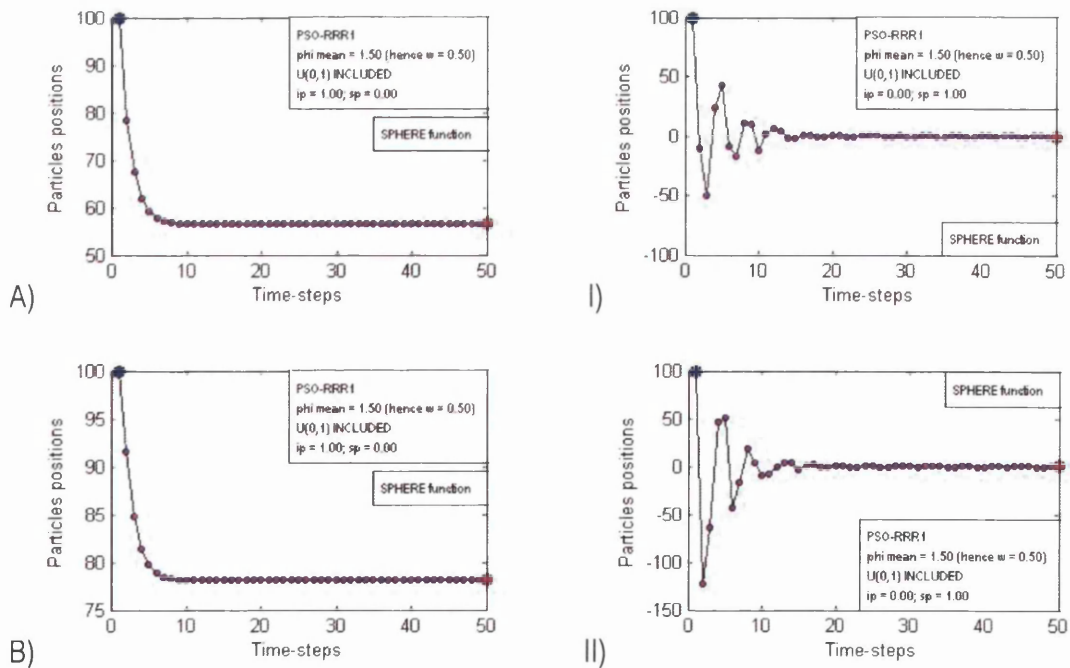 A)
Particles positions
100
90
80
70
60
50
0
10
20
30
40
50
Time-steps
PSO-RRR1
phi mean = 1.50 (hence w = 0.50)
U(0,1) INCLUDED
ip = 1.00; sp = 0.00
SPHERE function
I)
Particles positions
100
50
0
-50
-100
0
10
20
30
40
50
Time-steps
PSO-RRR1
phi mean = 1.50 (hence w = 0.50)
U(0,1) INCLUDED
ip = 0.00; sp = 1.00
SPHERE function
B)
Particles positions
100
95
90
85
80
75
0
10
20
30
40
50
Time-steps
PSO-RRR1
phi mean = 1.50 (hence w = 0.50)
U(0,1) INCLUDED
ip = 1.00; sp = 0.00
SPHERE function
II)
Particles positions
100
50
0
-50
-100
-150
0
10
20
30
40
50
Time-steps
SPHERE function
PSO-RRR1
phi mean = 1.50 (hence w = 0.50)
U(0,1) INCLUDED
ip = 0.00; sp = 1.00